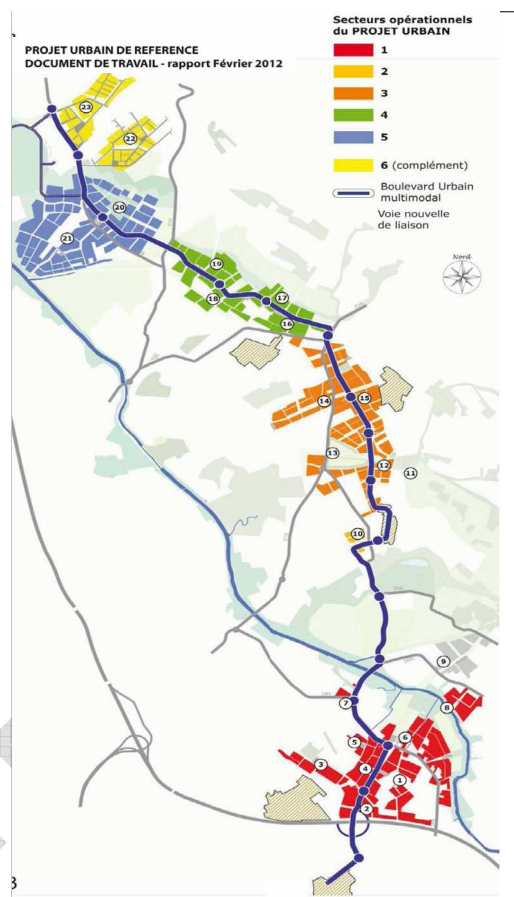 PROJET URBAIN DE REFERENCE
DOCUMENT DE TRAVAIL - rapport Février 2012
Secteurs opérationnels
du PROJET URBAIN
1
2
3
4
5
6 (complément)
Boulevard Urbain
multimodal
Voie nouvelle
de liaison
Nord
23
22
20
21
19
17
18
16
15
14
13
12
11
10
9
8
7
6
5
3
4
1
2
3